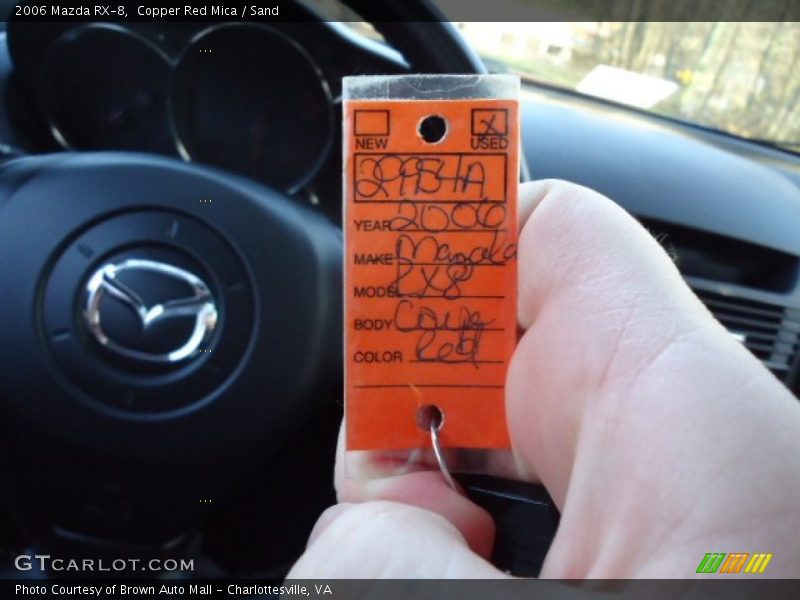 2006 Mazda RX-8, Copper Red Mica / Sand
X
NEW USED
29984A
YEAR 2006
MAKE Mazda
MODEL RX8
BODY Coupe
COLOR Red
GTCARLOT.COM
Photo Courtesy of Brown Auto Mall - Charlottesville, VA